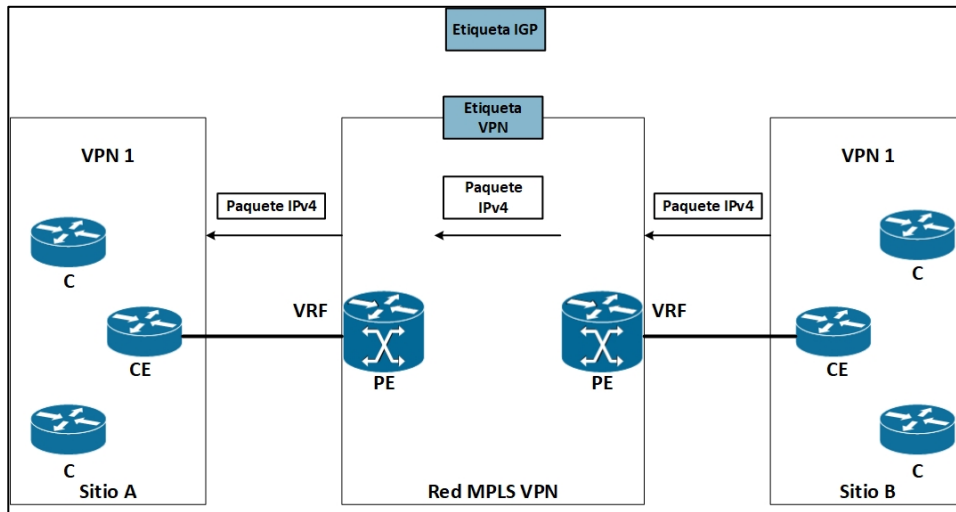 Etiqueta IGP
Etiqueta
VPN
VPN 1
VPN 1
Paquete IPv4
Paquete
IPv4
Paquete IPv4
C
C
VRF
VRF
CE
PE
PE
CE
C
C
Sitio A
Red MPLS VPN
Sitio B